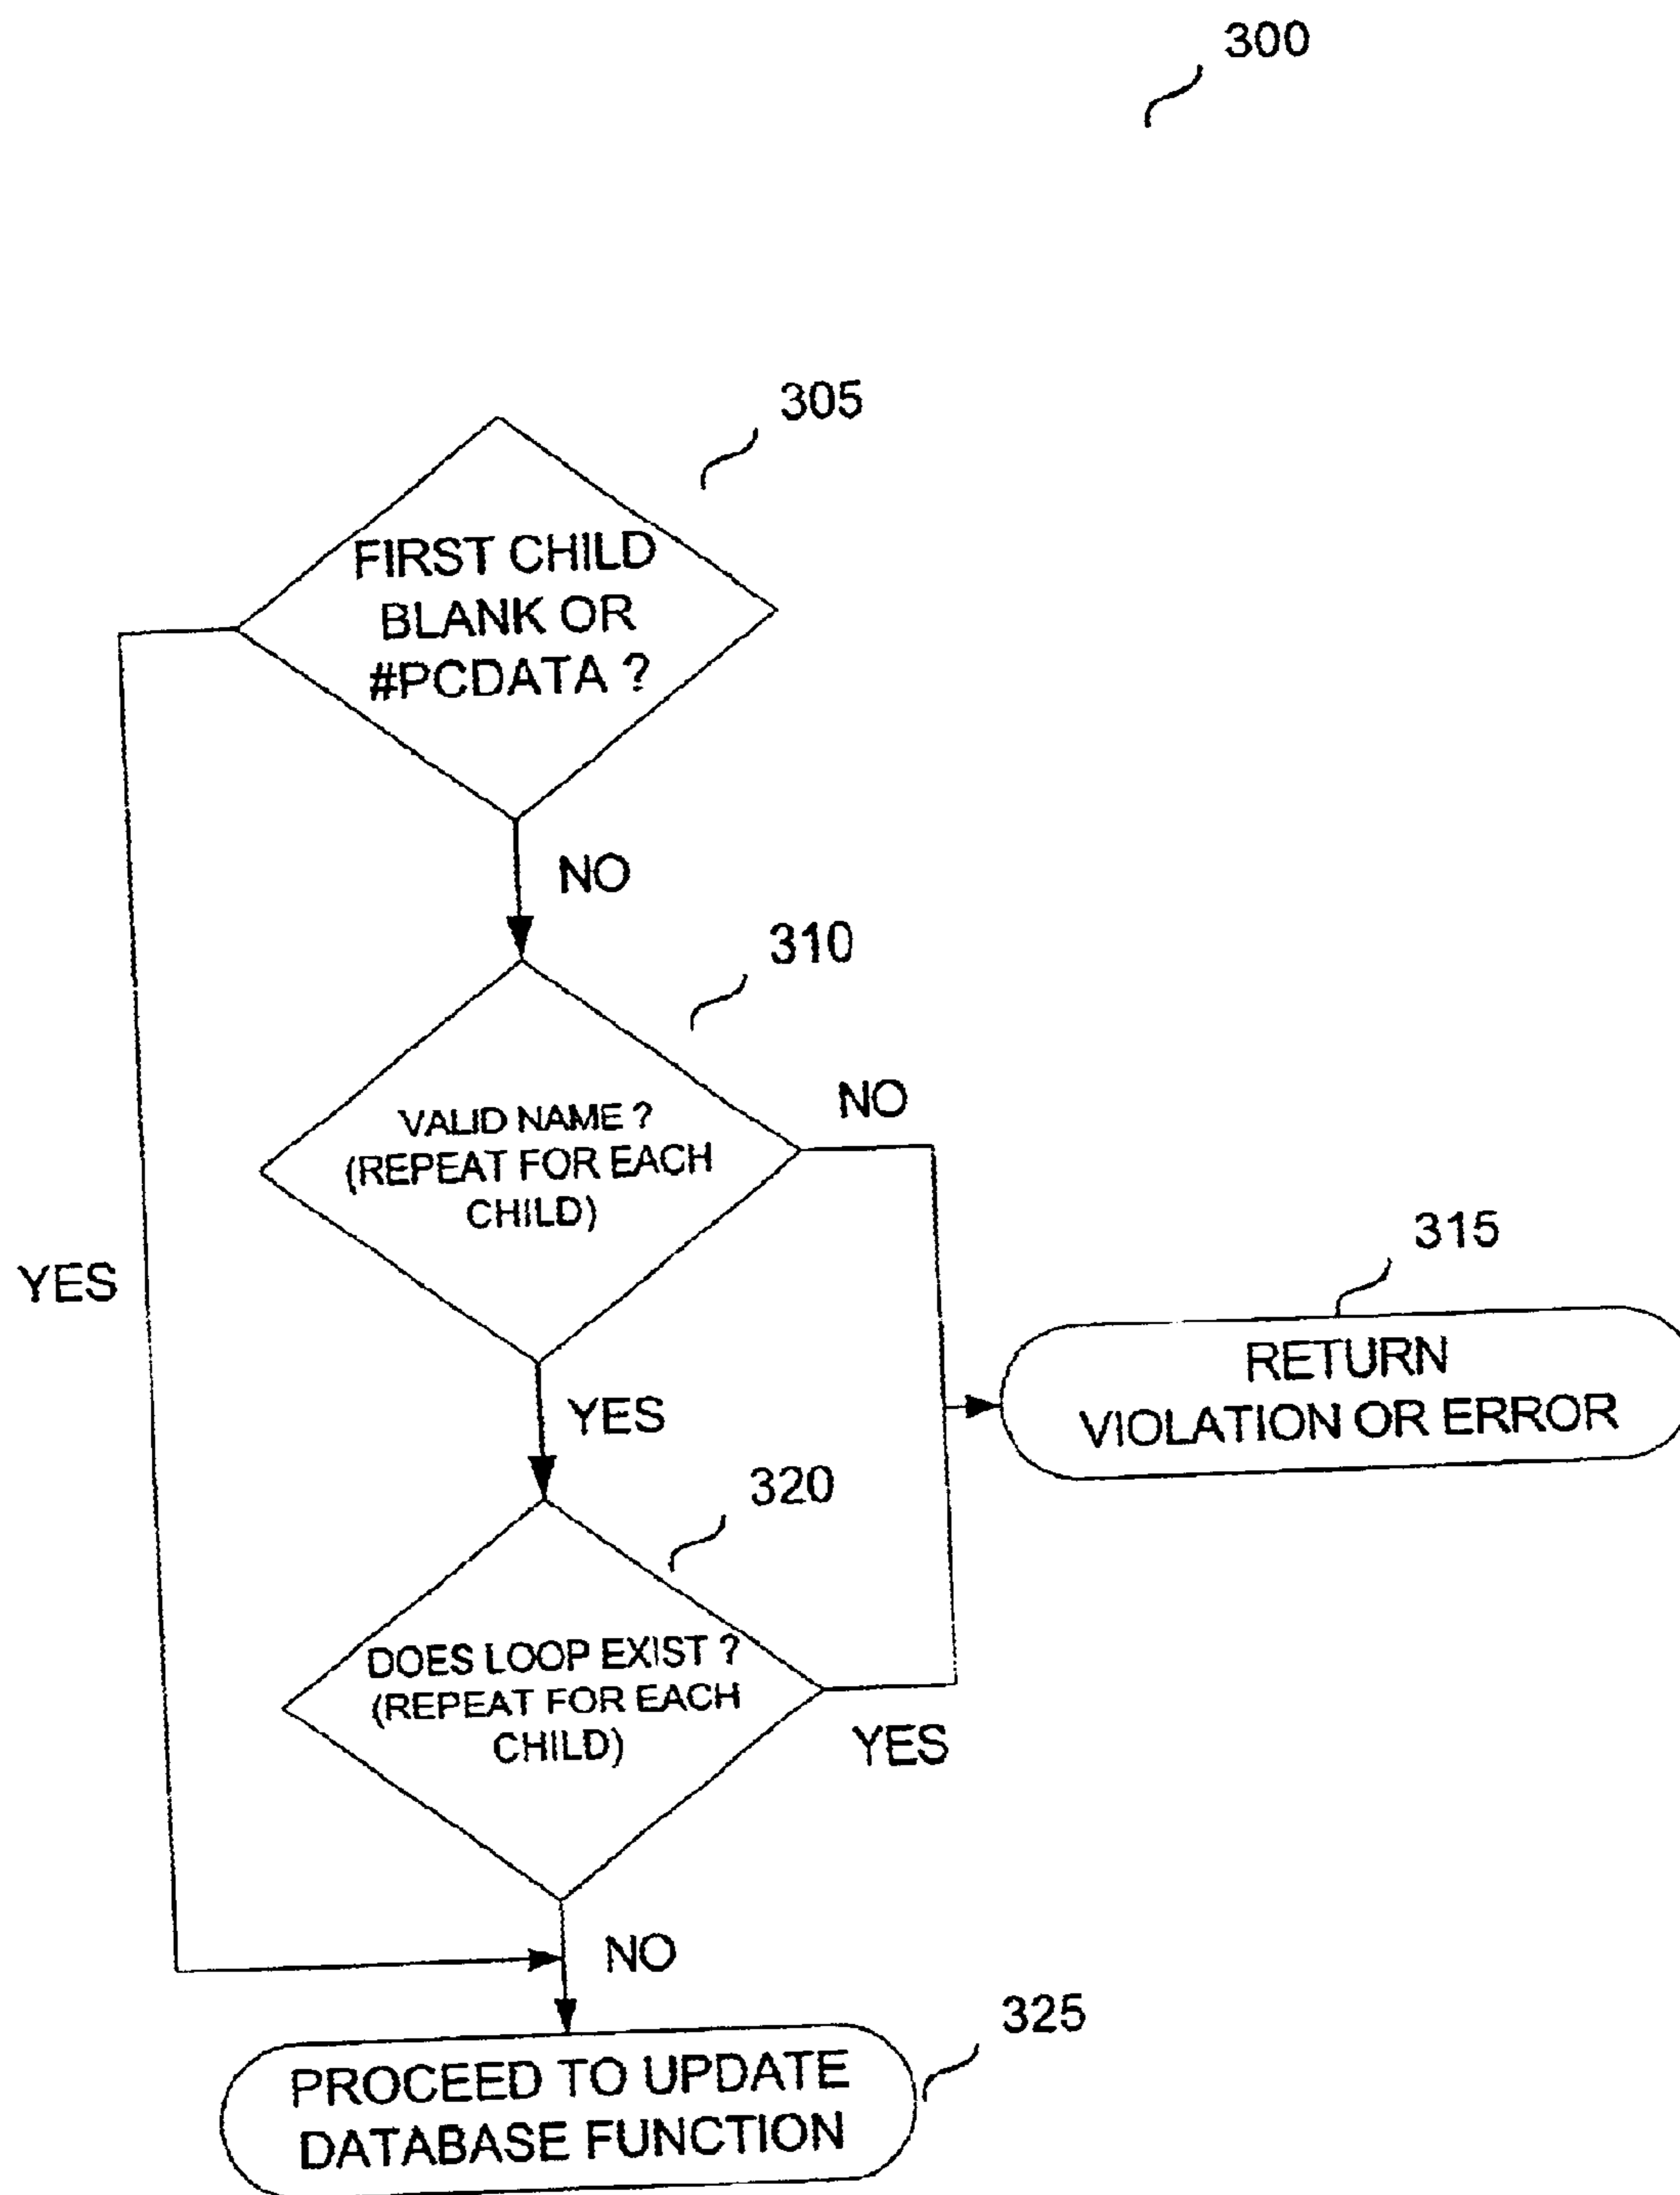 300
305
FIRST CHILD
BLANK OR
#PCDATA ?
NO
310
VALID NAME ?
(REPEAT FOR EACH
CHILD)
NO
YES
315
RETURN
VIOLATION OR ERROR
YES
320
DOES LOOP EXIST ?
(REPEAT FOR EACH
CHILD)
YES
NO
325
PROCEED TO UPDATE
DATABASE FUNCTION